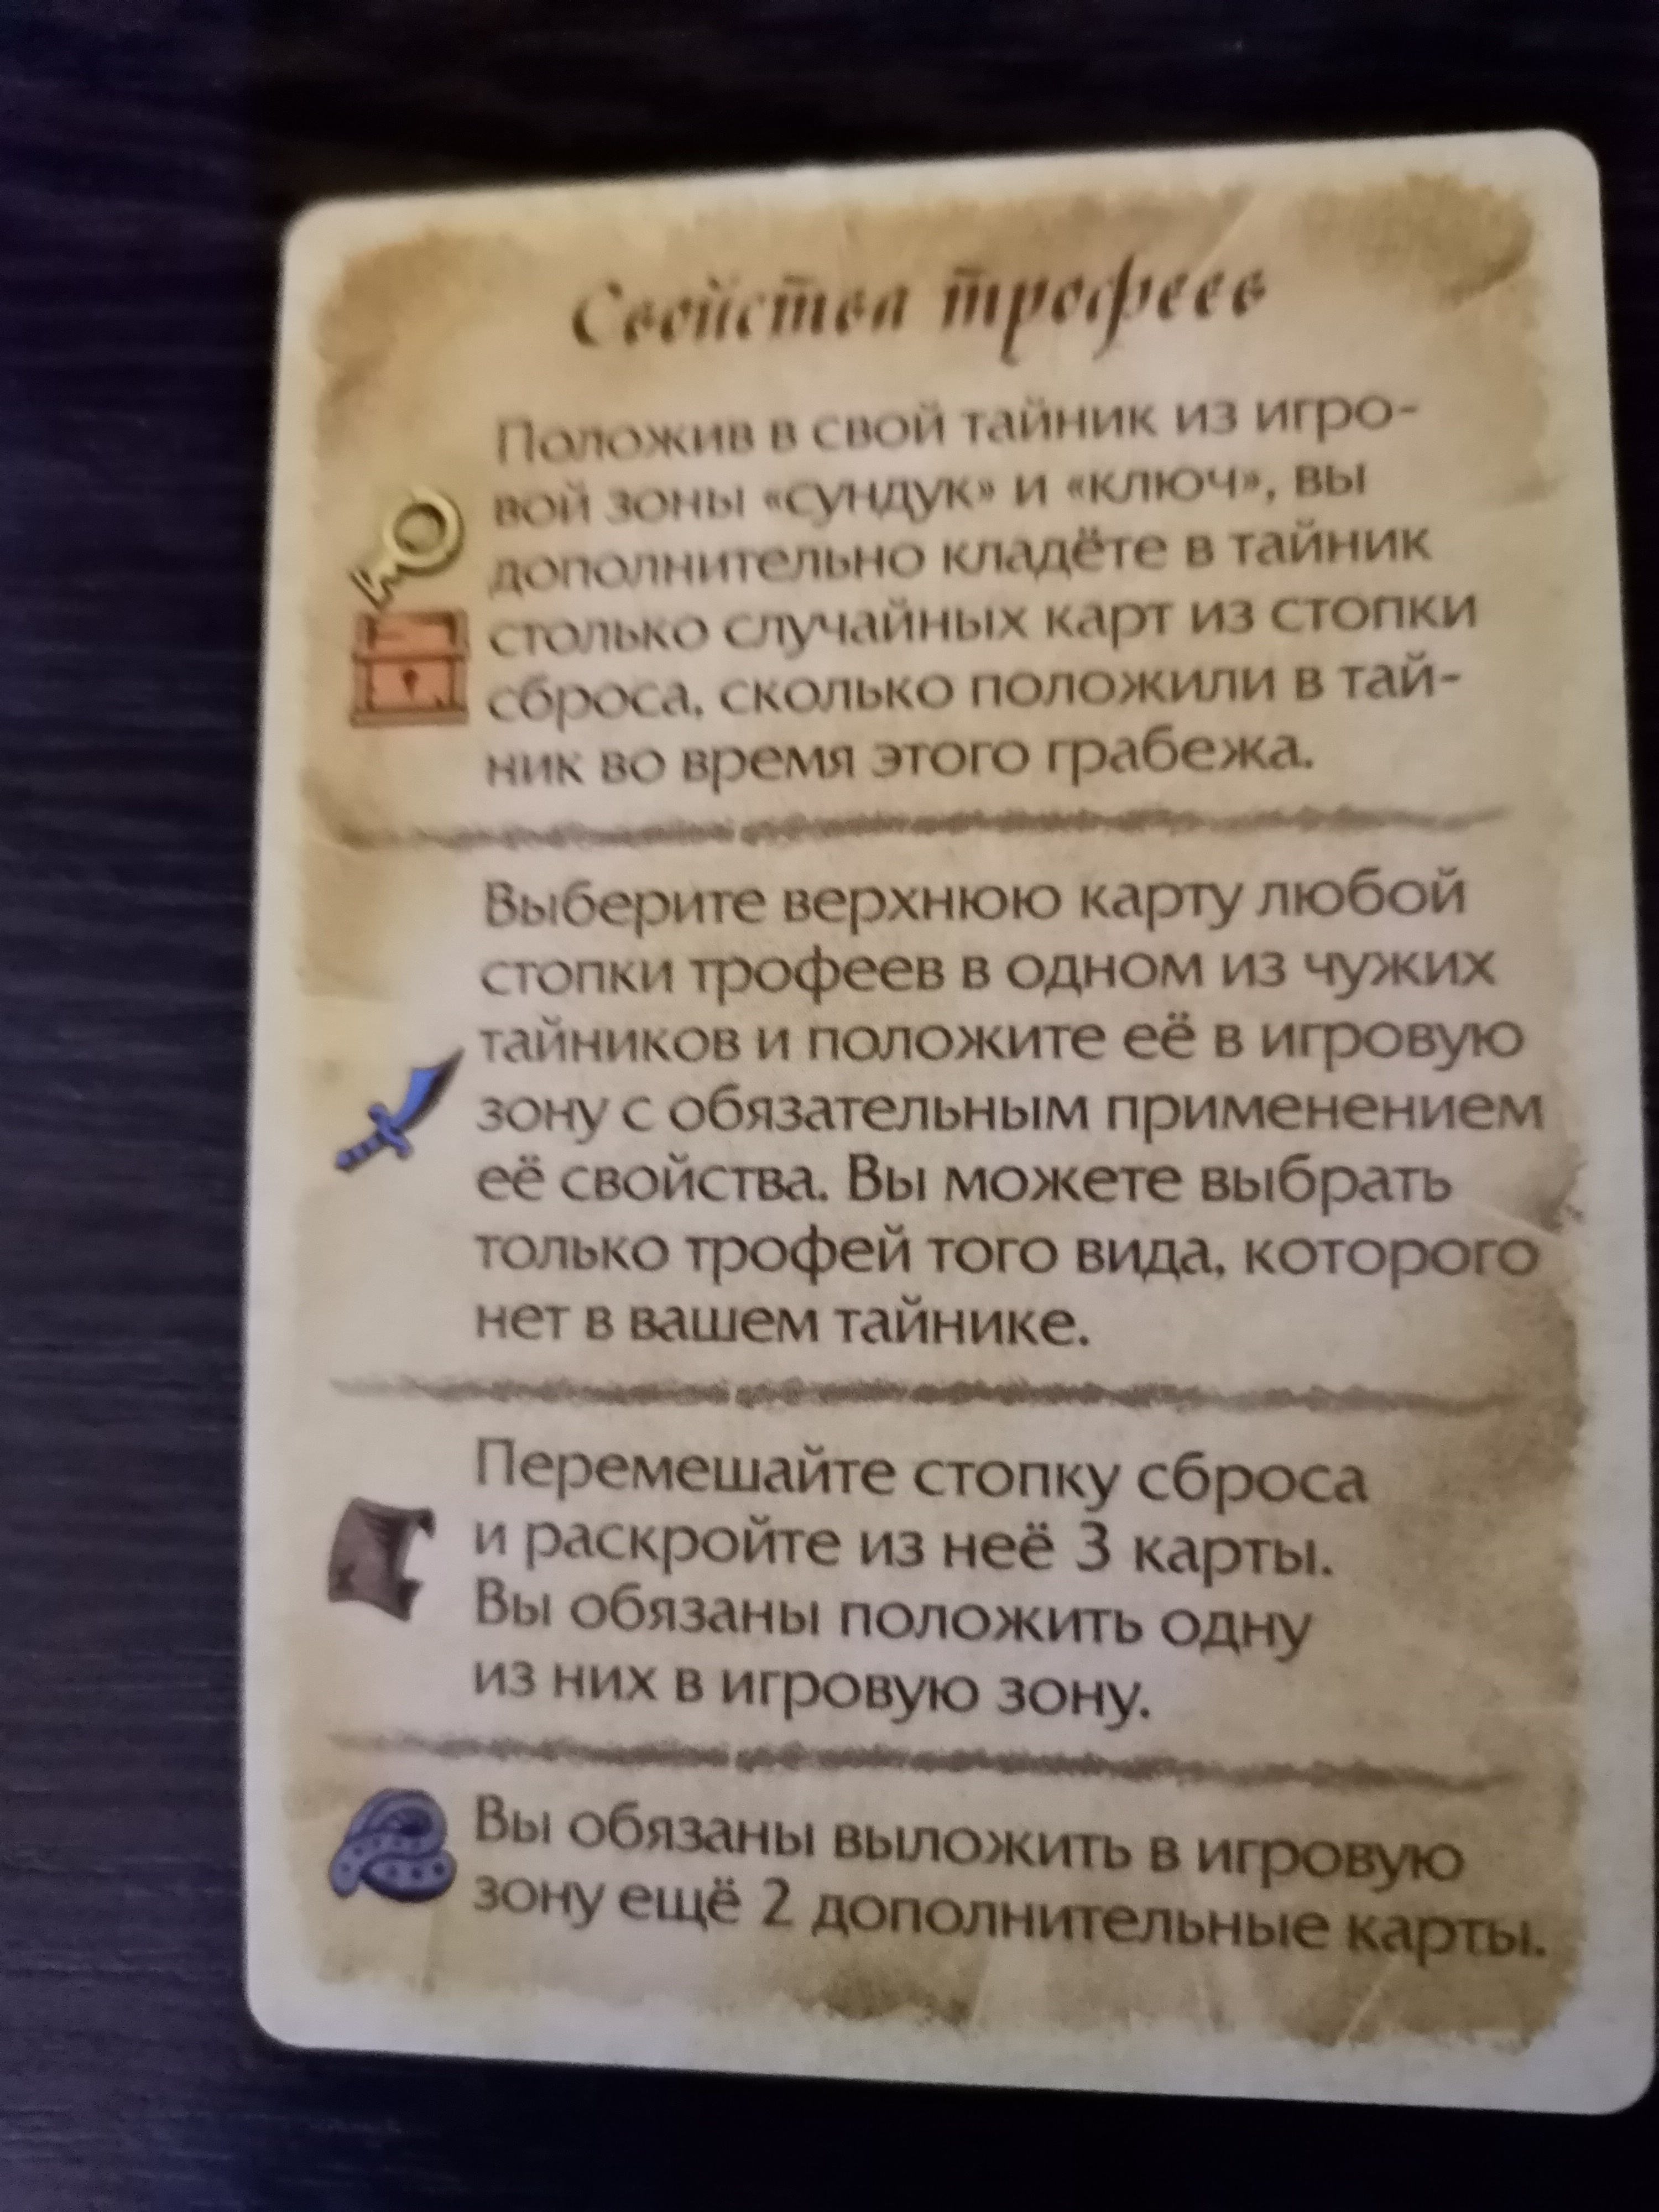 Свойства трофеев
Положив в свой тайник из игро-
вой зоны «сундук» и «ключ», вы
дополнительно кладёте в тайник
столько случайных карт из стопки
сброса, сколько положили в тай-
ник во время этого грабежа.
Выберите верхнюю карту любой
стопки трофеев в одном из чужих
тайников и положите её в игровую
зону с обязательным применением
её свойства. Вы можете выбрать
только трофей того вида, которого
нет в вашем тайнике.
Перемешайте стопку сброса
и раскройте из неё 3 карты.
Вы обязаны положить одну
из них в игровую зону.
Вы обязаны выложить в игровую
зону ещё 2 дополнительные карты.